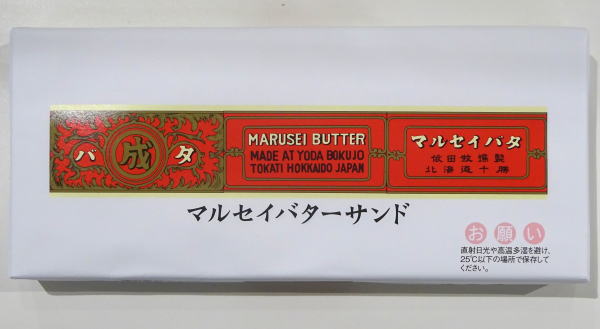 バ 成 タ
MARUSEI BUTTER
MADE AT YODA BOKUJO
TOKATI HOKKAIDO JAPAN
マルセイバタ
依田牧場製
北海道十勝
マルセイバターサンド
お願い
直射日光や高温多湿を避け、
25℃以下の場所で保存して
ください。